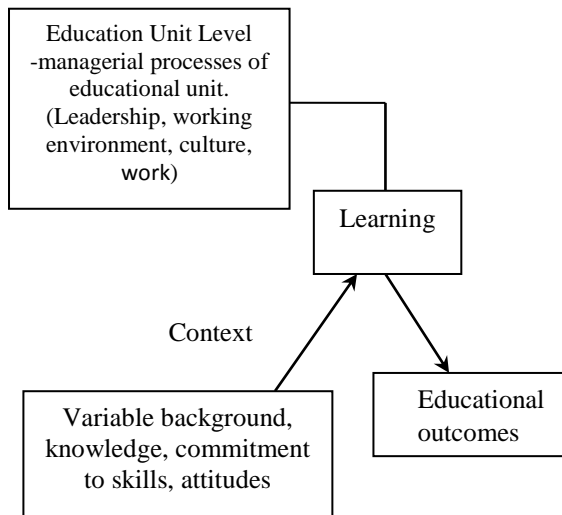 Education Unit Level
-managerial processes of
educational unit.
(Leadership, working
environment, culture,
work)
Learning
Context
Variable background,
knowledge, commitment
to skills, attitudes
Educational
outcomes